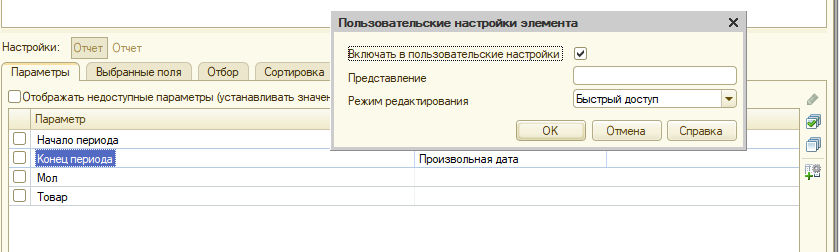 Пользовательские настройки элемента
Включать в пользовательские настройки
Представление
Режим редактирования
Быстрый доступ
OK
Отмена
Справка
Настройки:
Отчет
Отчет
Параметры
Выбранные поля
Отбор
Сортировка
Отображать недоступные параметры (устанавливать значен
Параметр
Начало периода
Конец периода
Произвольная дата
Мол
Товар